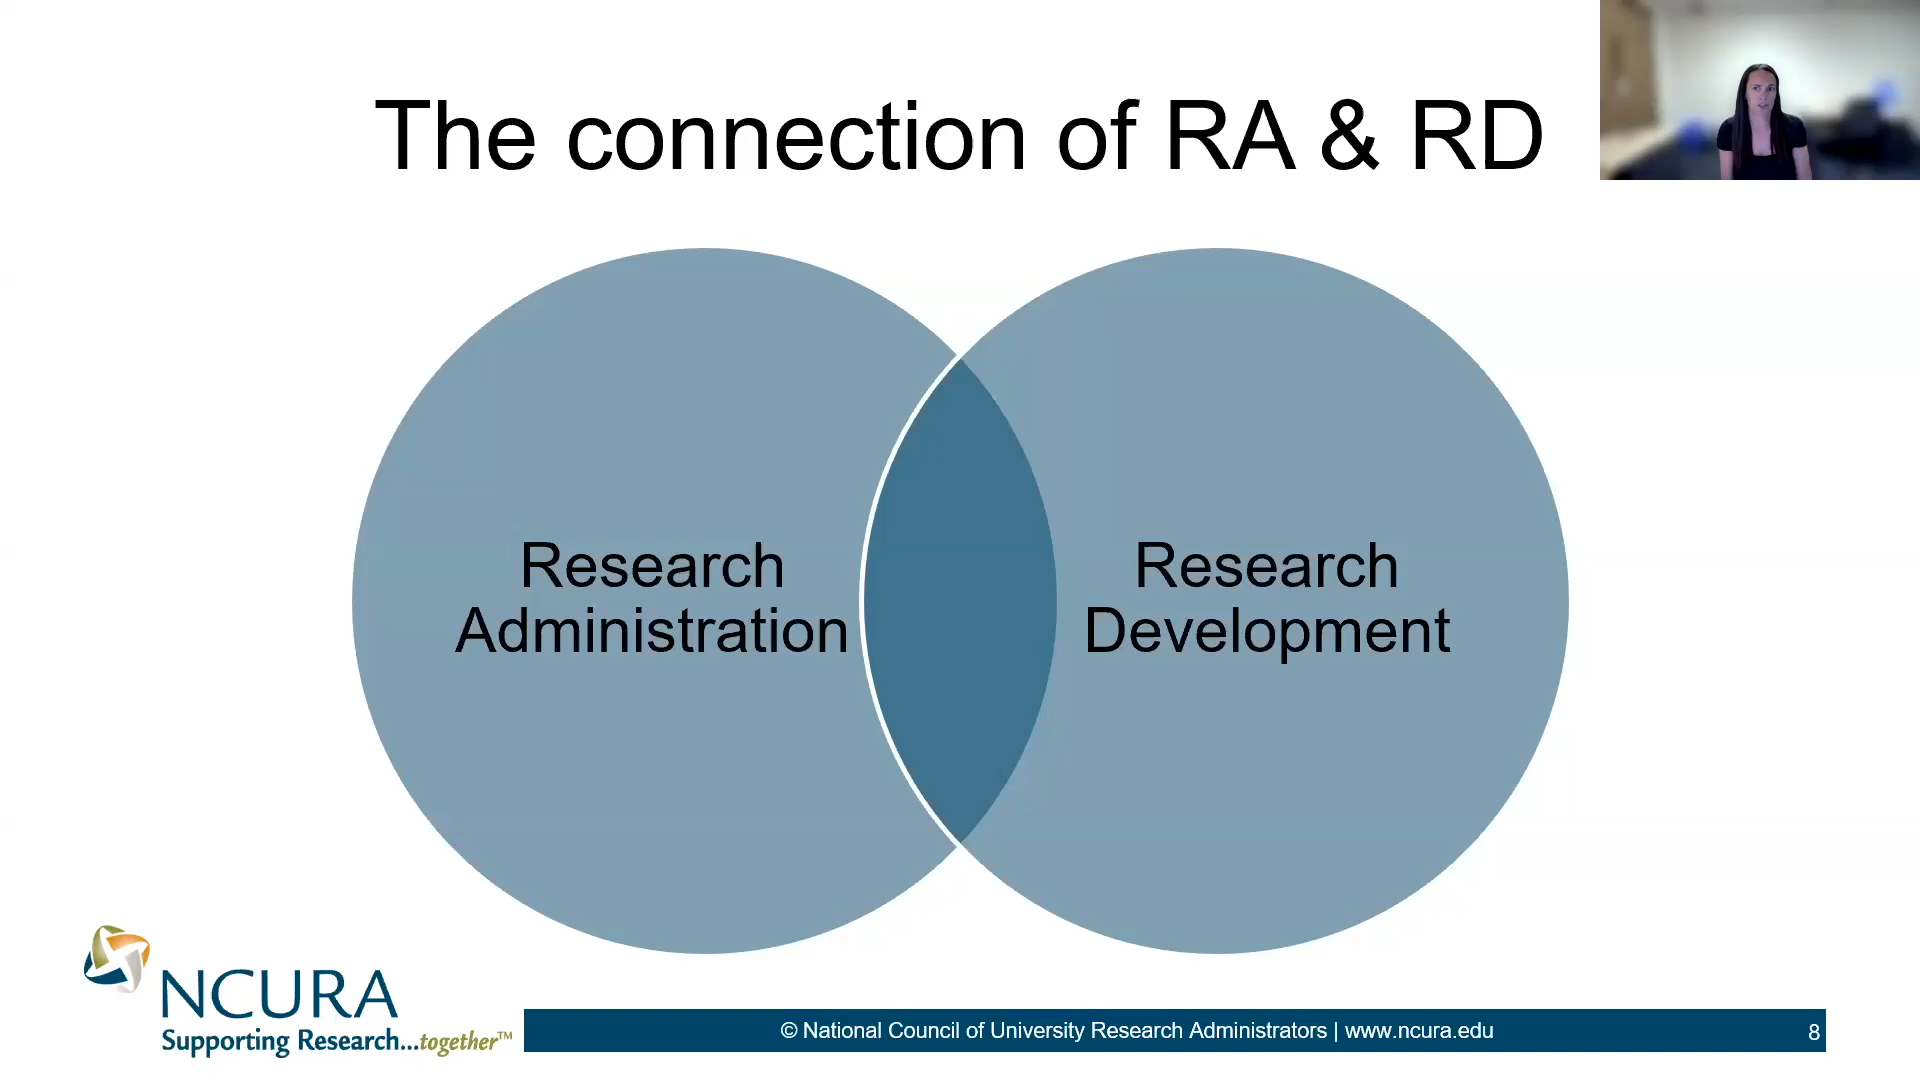 The connection of RA & RD
Research
Administration
Research
Development
NCURA
Supporting Research...together™
© National Council of University Research Administrators | www.ncura.edu
8